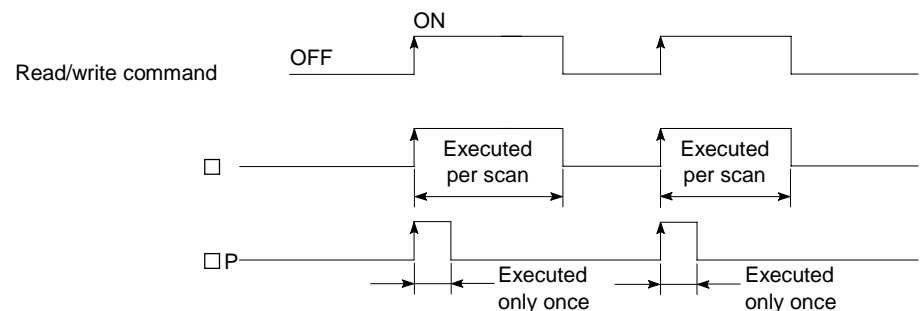 ON
OFF
Read/write command
Executed
per scan
Executed
per scan
□
□P
Executed
only once
Executed
only once